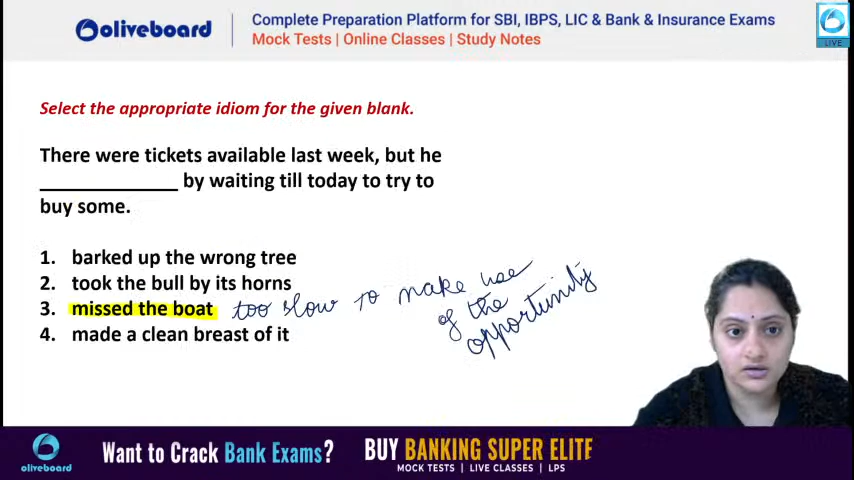 oliveboard
Complete Preparation Platform for SBI, IBPS, LIC & Bank & Insurance Exams
Mock Tests | Online Classes | Study Notes
LIVE
Select the appropriate idiom for the given blank.
There were tickets available last week, but he
_____________ by waiting till today to try to
buy some.
1. barked up the wrong tree
2. took the bull by its horns
3. missed the boat too slow to make use
of the
opportunity
4. made a clean breast of it
oliveboard
Want to Crack Bank Exams?
BUY BANKING SUPER ELITE
MOCK TESTS | LIVE CLASSES | LPS